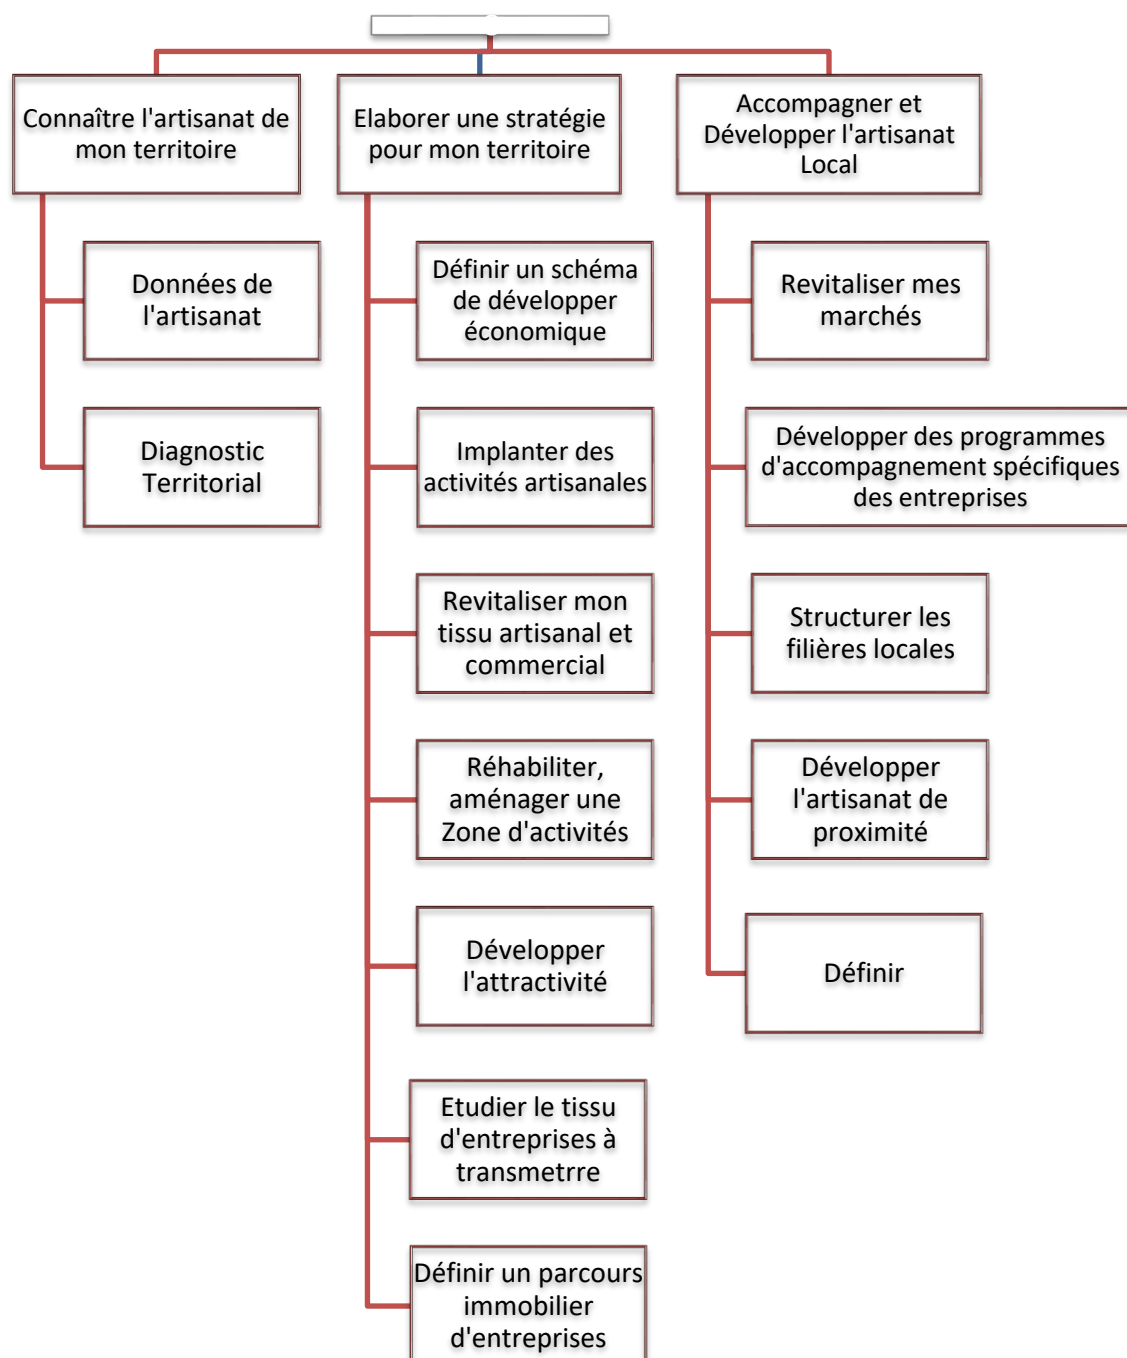 Connaître l'artisanat de
mon territoire
Données de
l'artisanat
Diagnostic
Territorial
Elaborer une stratégie
pour mon territoire
Définir un schéma
de développer
économique
Implanter des
activités artisanales
Revitaliser mon
tissu artisanal et
commercial
Réhabiliter,
aménager une
Zone d'activités
Développer
l'attractivité
Etudier le tissu
d'entreprises à
transmetrre
Définir un parcours
immobilier
d'entreprises
Accompagner et
Développer l'artisanat
Local
Revitaliser mes
marchés
Développer des programmes
d'accompagnement spécifiques
des entreprises
Structurer les
filières locales
Développer
l'artisanat de
proximité
Définir